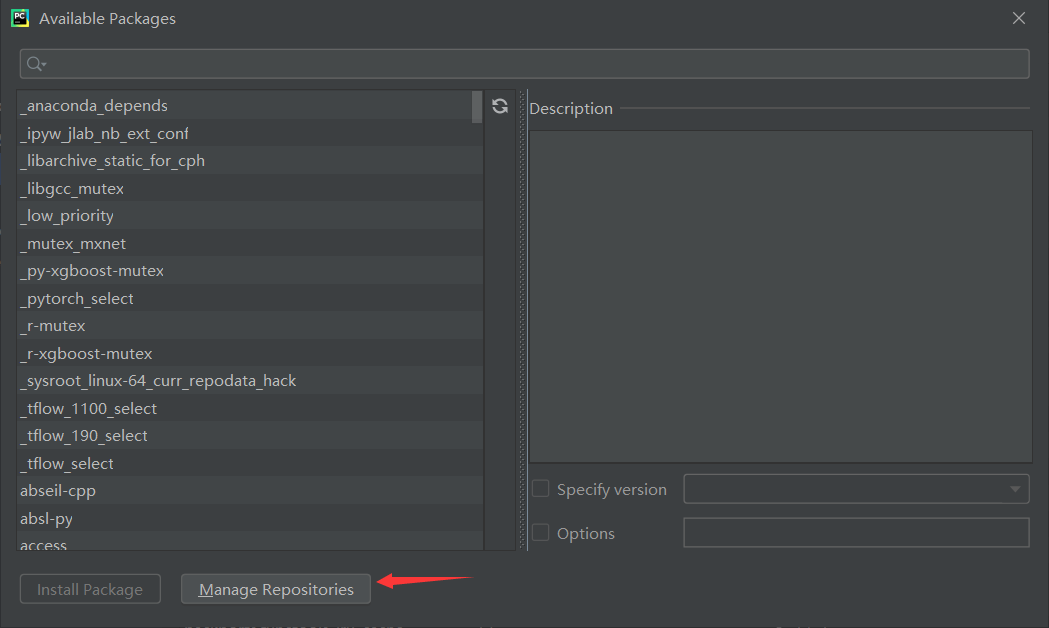 PC Available Packages
_anaconda_depends
_ipyw_jlab_nb_ext_conf
_libarchive_static_for_cph
_libgcc_mutex
_low_priority
_mutex_mxnet
_py-xgboost-mutex
_pytorch_select
_r-mutex
_r-xgboost-mutex
_sysroot_linux-64_curr_repodata_hack
_tflow_1100_select
_tflow_190_select
_tflow_select
abseil-cpp
absl-py
access
Description
Specify version
Options
Install Package
Manage Repositories